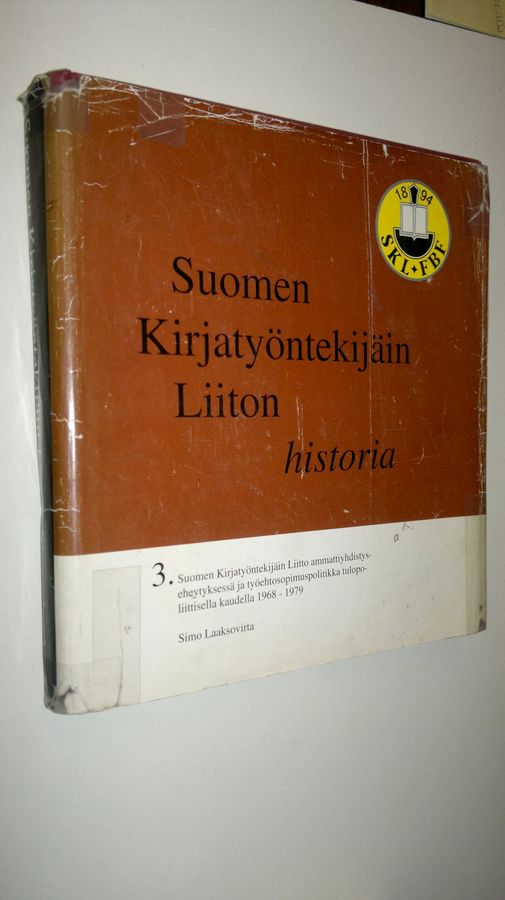 18 94
SKL FBF
Suomen
Kirjatyöntekijäin
Liiton
historia
3. Suomen Kirjatyöntekijäin Liitto ammattiyhdistys-
eheytyksessä ja työehtosopimuspolitikka tulopo-
liittisella kaudella 1968 - 1979
Simo Laaksovirta